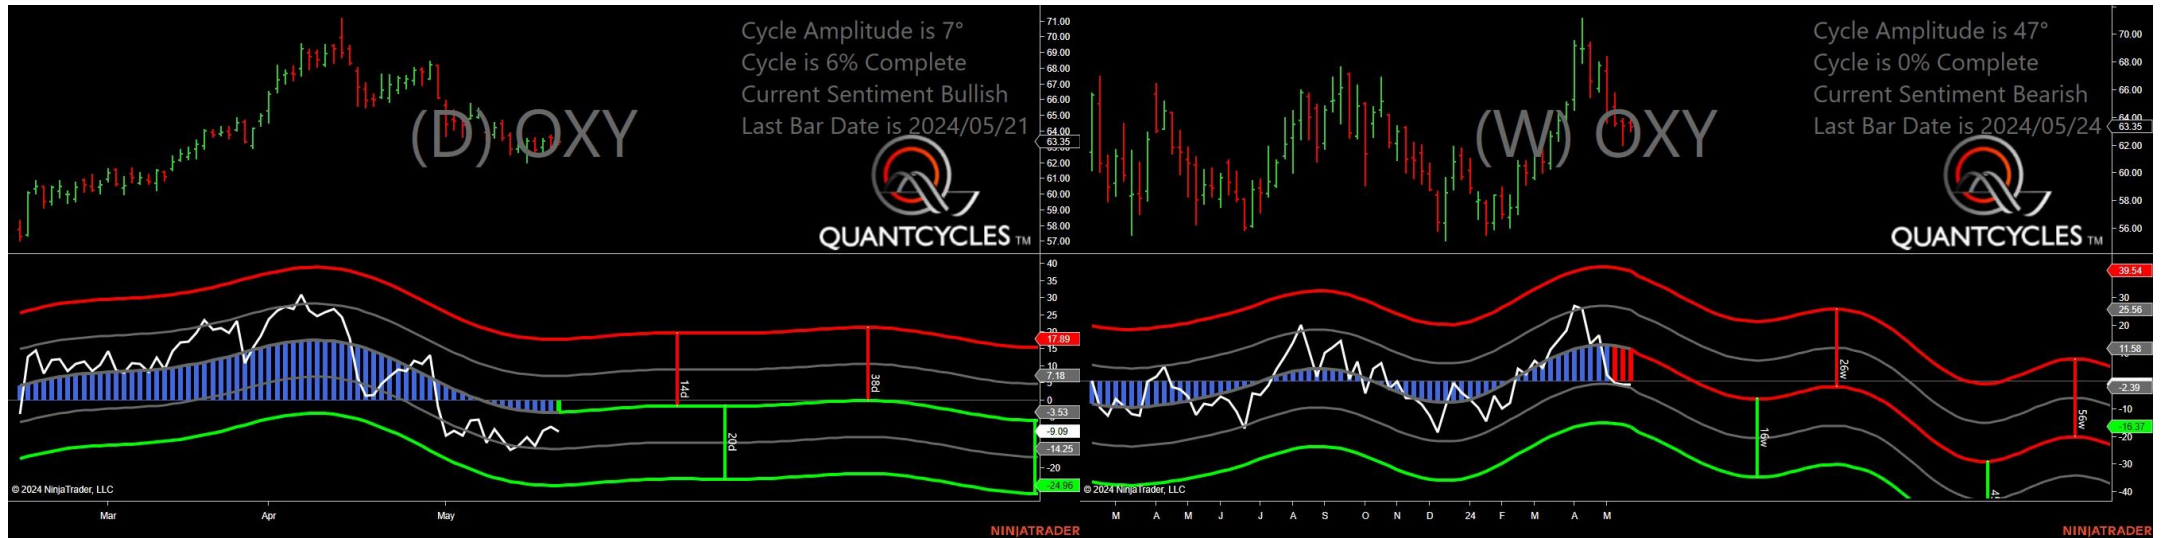 Cycle Amplitude is 7°
Cycle is 6% Complete
Current Sentiment Bullish
Last Bar Date is 2024/05/21
(D) OXY
QUANTCYCLES TM
71.00
70.00
69.00
68.00
67.00
66.00
65.00
64.00
63.35
62.00
61.00
60.00
59.00
58.00
57.00
40
35
30
25
20
17.89
15
10
7.18
5
0
-3.53
-9.09
-14.25
-20
-24.96
14d
20d
38d
© 2024 NinjaTrader, LLC
Mar
Apr
May
NINJATRADER
Cycle Amplitude is 47°
Cycle is 0% Complete
Current Sentiment Bearish
Last Bar Date is 2024/05/24
(W) OXY
QUANTCYCLES TM
70.00
68.00
66.00
64.00
63.35
62.00
60.00
58.00
56.00
39.54
30
25.56
20
11.58
-2.39
-10
-16.37
-20
-30
-40
16w
26w
56w
© 2024 NinjaTrader, LLC
M A M J J A S O N D 24 F M A M
NINJATRADER